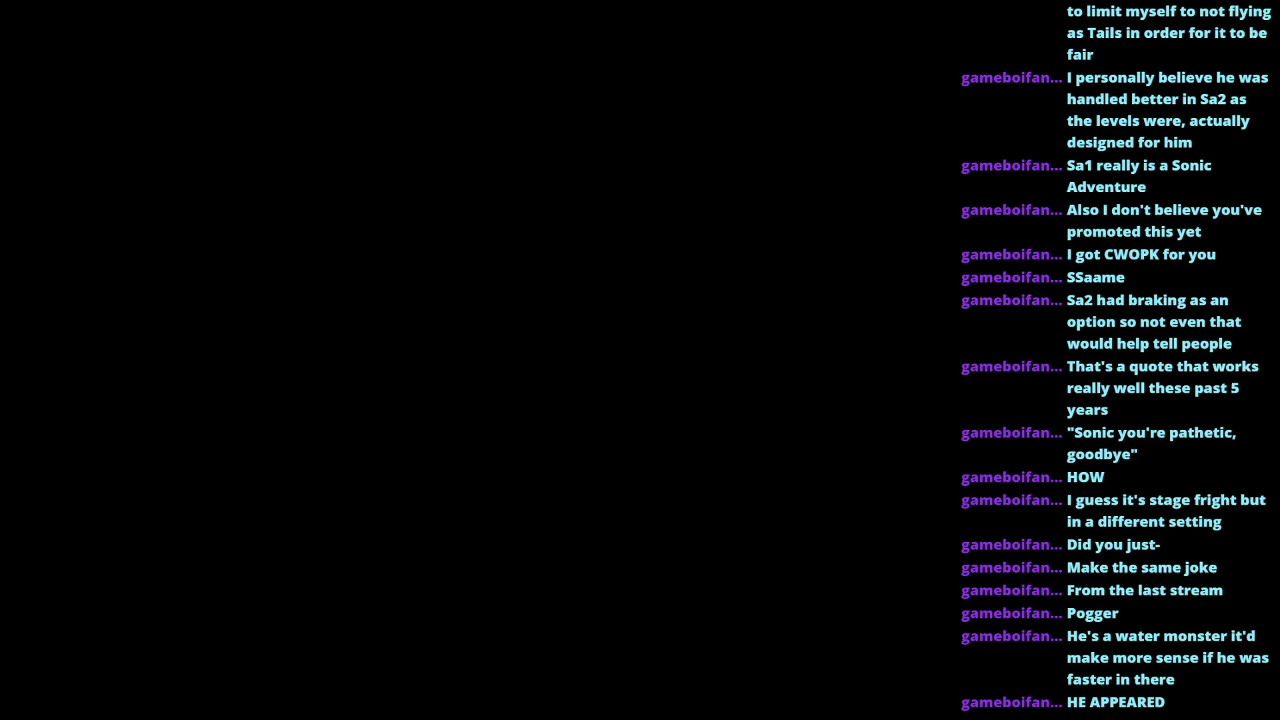 to limit myself to not flying
as Tails in order for it to be
fair
gameboifan... I personally believe he was
handled better in Sa2 as
the levels were, actually
designed for him
gameboifan... Sa1 really is a Sonic
Adventure
gameboifan... Also I don't believe you've
promoted this yet
gameboifan... I got CWOPK for you
gameboifan... SSaame
gameboifan... Sa2 had braking as an
option so not even that
would help tell people
gameboifan... That's a quote that works
really well these past 5
years
gameboifan... "Sonic you're pathetic,
goodbye"
gameboifan... HOW
gameboifan... I guess it's stage fright but
in a different setting
gameboifan... Did you just-
gameboifan... Make the same joke
gameboifan... From the last stream
gameboifan... Pogger
gameboifan... He's a water monster it'd
make more sense if he was
faster in there
gameboifan... HE APPEARED